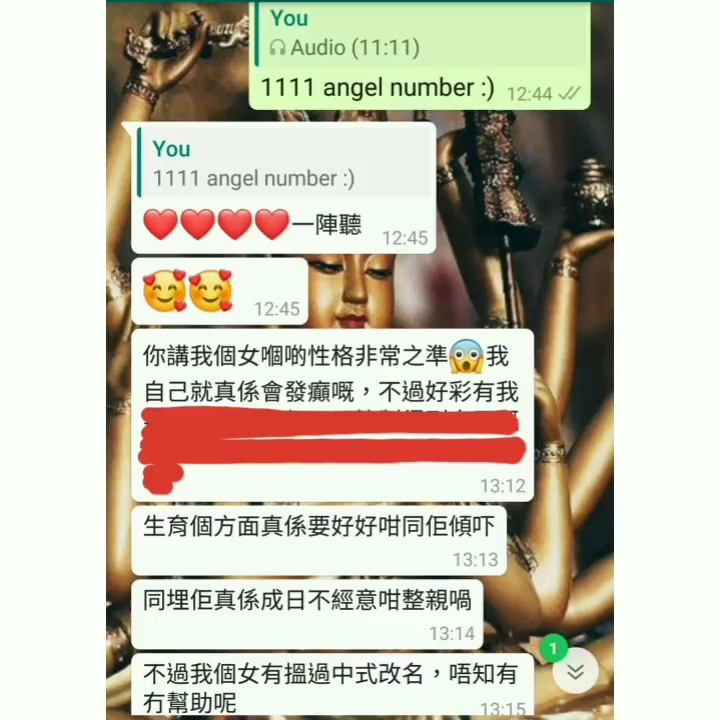 You
Audio (11:11)
1111 angel number :)
12:44
You
1111 angel number :)
❤️❤️❤️❤️一陣聽
12:45
🥰🥰
12:45
你講我個女嗰啲性格非常之準😱我
自己就真係會發癲嘅，不過好彩有我
13:12
生育個方面真係要好好咁同佢傾吓
13:13
同埋佢真係成日不經意咁整親喎
13:14
1
不過我個女有搵過中式改名，唔知有
冇幫助呢
13:15